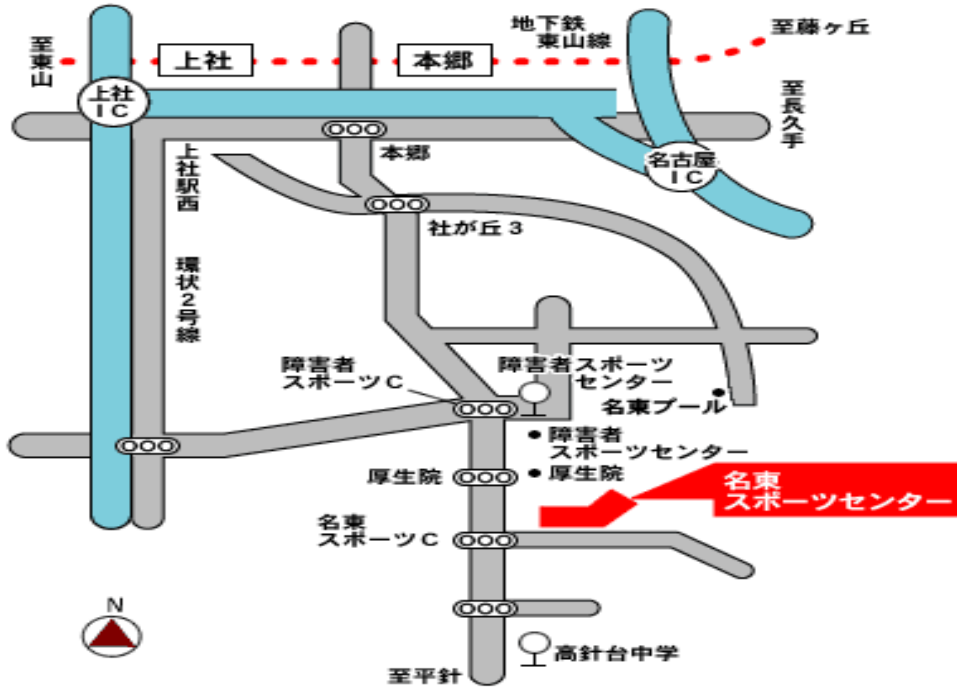 至東山
上社
本郷
地下鉄
東山線
至藤ヶ丘
上社
IC
至長久手
本郷
名古屋
IC
上社駅西
社が丘3
環状2号線
障害者
スポーツC
障害者スポーツ
センター
名東プール
障害者
スポーツセンター
厚生院
厚生院
名東
スポーツセンター
名東
スポーツC
N
高針台中学
至平針